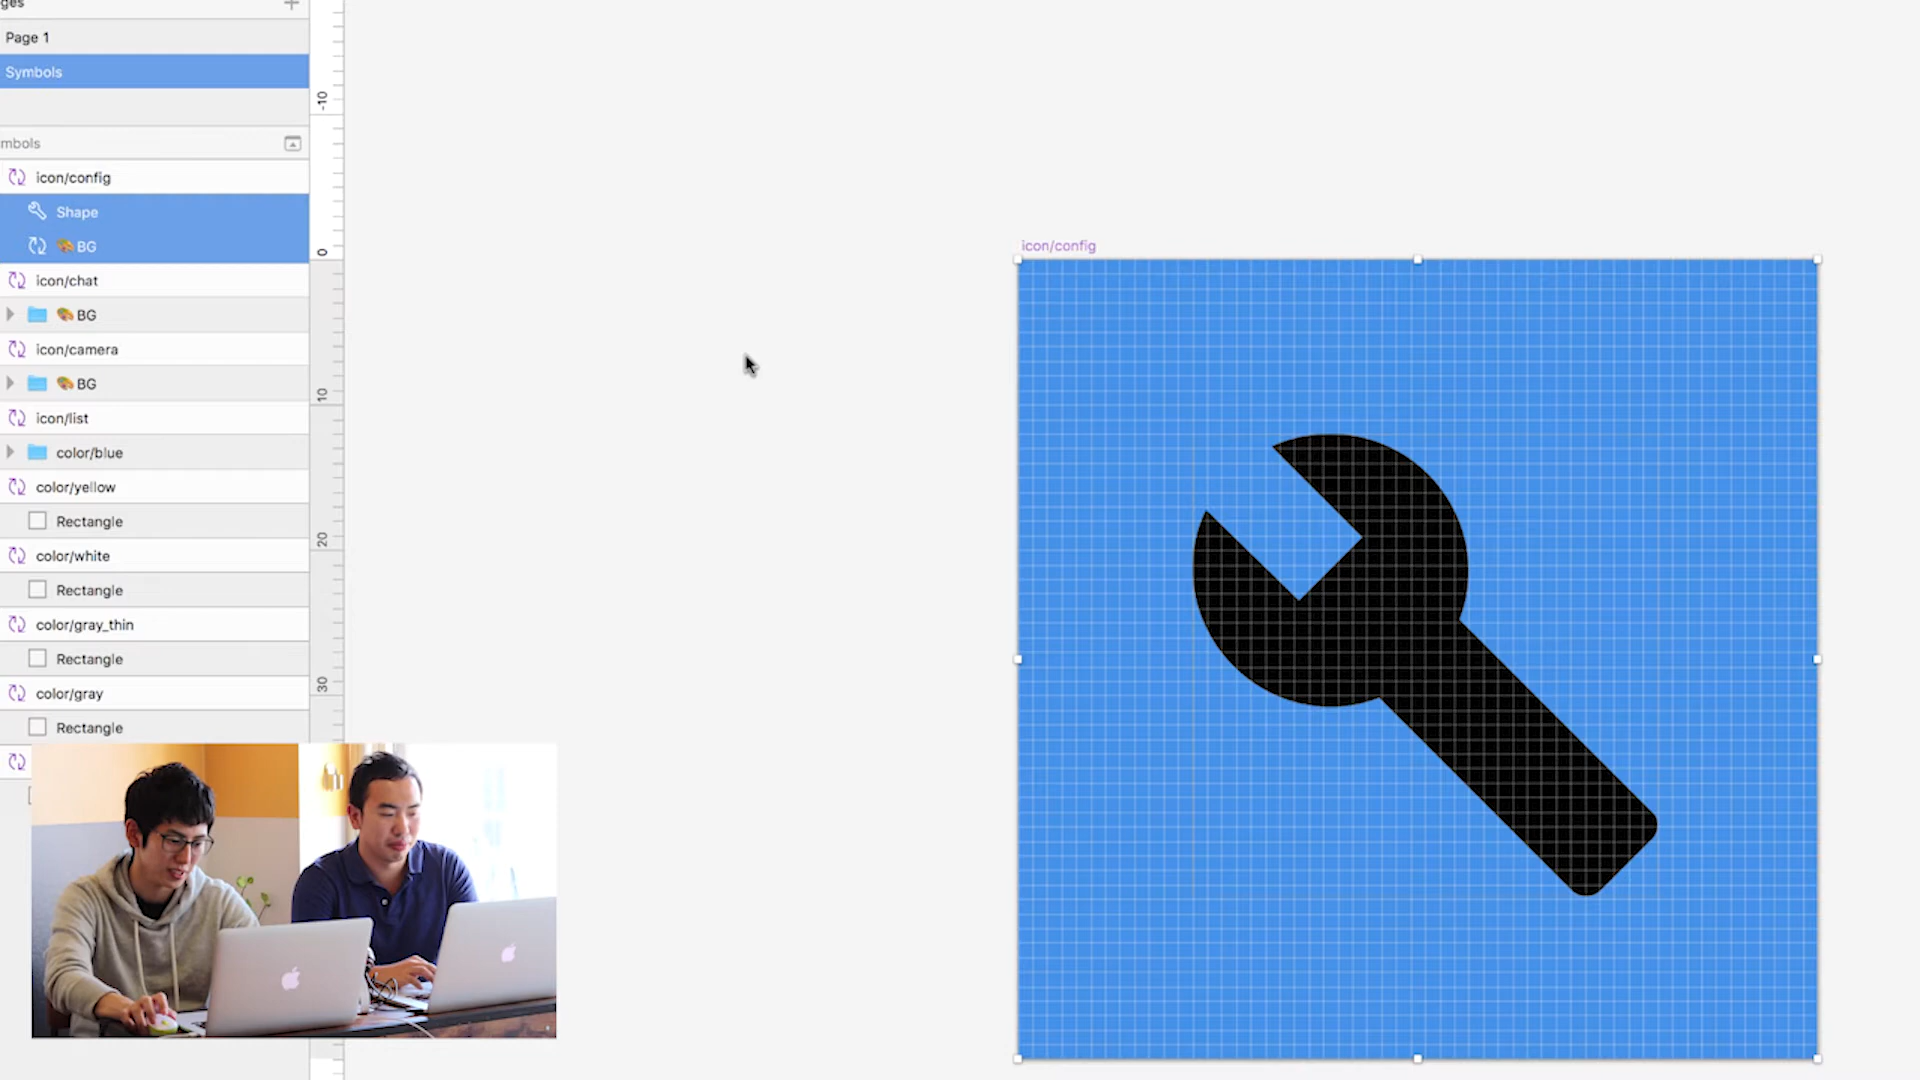 ges
Page 1
Symbols
mbols
icon/config
Shape
BG
icon/chat
BG
icon/camera
BG
icon/list
color/blue
color/yellow
Rectangle
color/white
Rectangle
color/gray_thin
Rectangle
color/gray
Rectangle
-10
0
10
20
30
icon/config